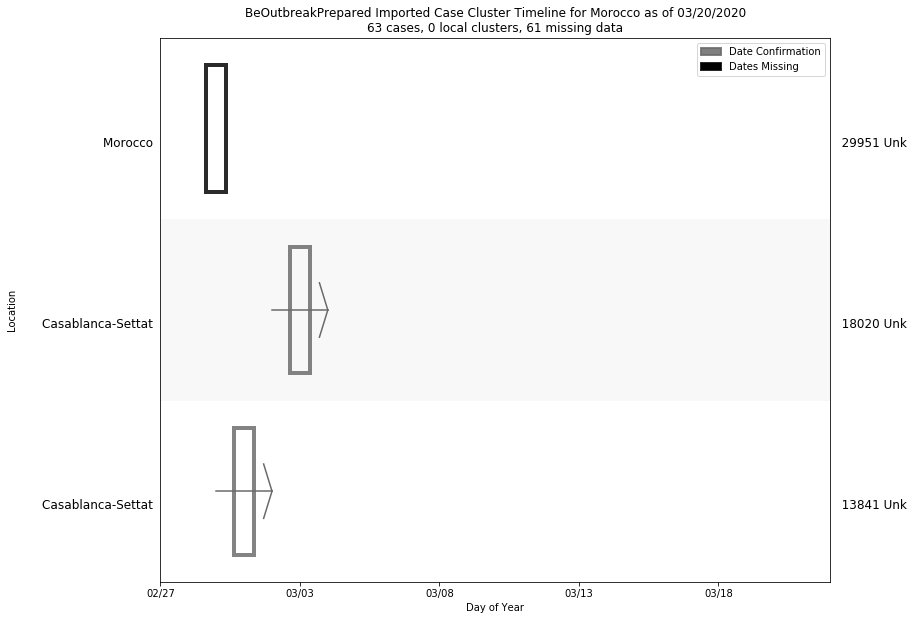 BeOutbreakPrepared Imported Case Cluster Timeline for Morocco as of 03/20/2020
63 cases, 0 local clusters, 61 missing data
Date Confirmation
Dates Missing
Morocco
29951 Unk
Location
Casablanca-Settat
18020 Unk
Casablanca-Settat
13841 Unk
02/27
03/03
03/08
03/13
03/18
Day of Year